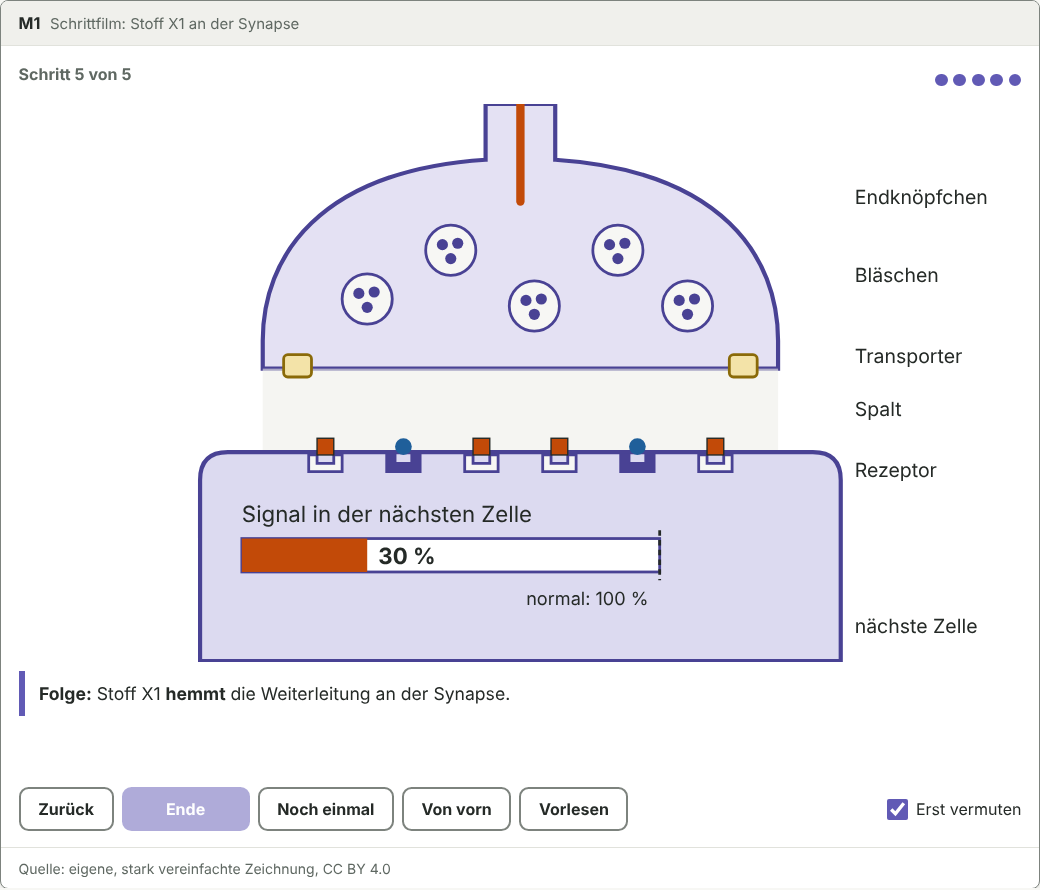 M1 Schrittfilm: Stoff X1 an der Synapse
Schritt 5 von 5
Endknöpfchen
Bläschen
Transporter
Spalt
Rezeptor
Signal in der nächsten Zelle
30 %
normal: 100 %
nächste Zelle
Folge: Stoff X1 hemmt die Weiterleitung an der Synapse.
Zurück Ende Noch einmal Von vorn Vorlesen Erst vermuten
Quelle: eigene, stark vereinfachte Zeichnung, CC BY 4.0